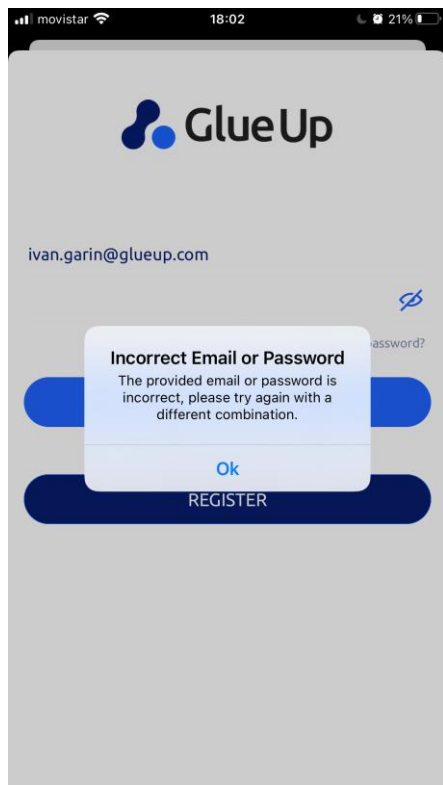 movistar 18:02 21%
Glue Up
ivan.garin@glueup.com
password?
Incorrect Email or Password
The provided email or password is
incorrect, please try again with a
different combination.
Ok
REGISTER